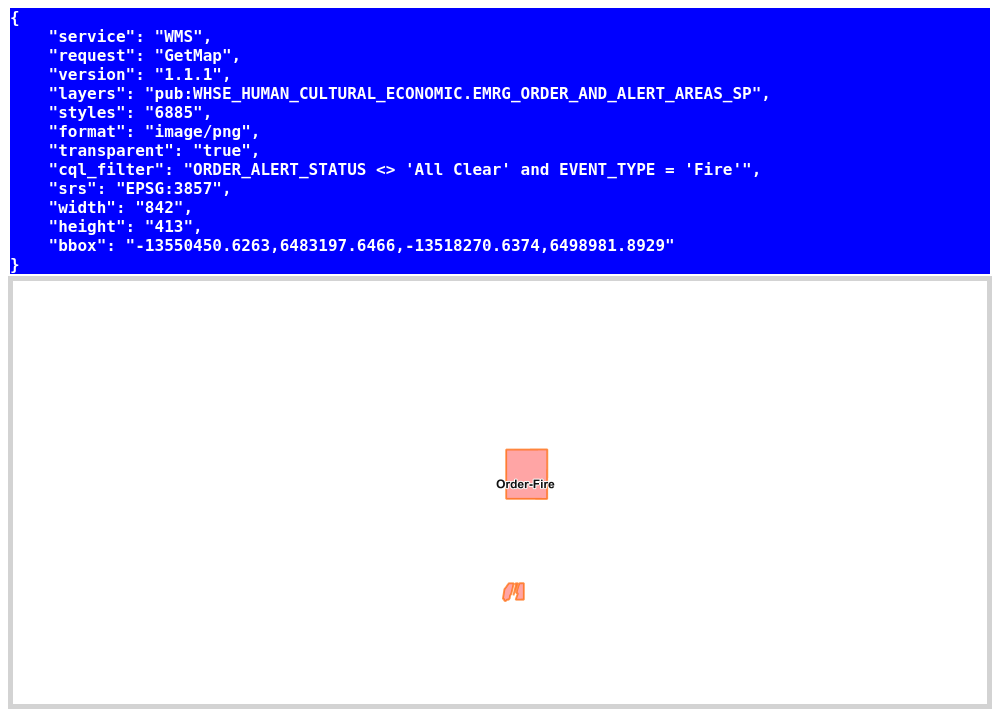 {
    "service": "WMS",
    "request": "GetMap",
    "version": "1.1.1",
    "layers": "pub:WHSE_HUMAN_CULTURAL_ECONOMIC.EMRG_ORDER_AND_ALERT_AREAS_SP",
    "styles": "6885",
    "format": "image/png",
    "transparent": "true",
    "cql_filter": "ORDER_ALERT_STATUS <> 'All Clear' and EVENT_TYPE = 'Fire'",
    "srs": "EPSG:3857",
    "width": "842",
    "height": "413",
    "bbox": "-13550450.6263,6483197.6466,-13518270.6374,6498981.8929"
}
Order-Fire